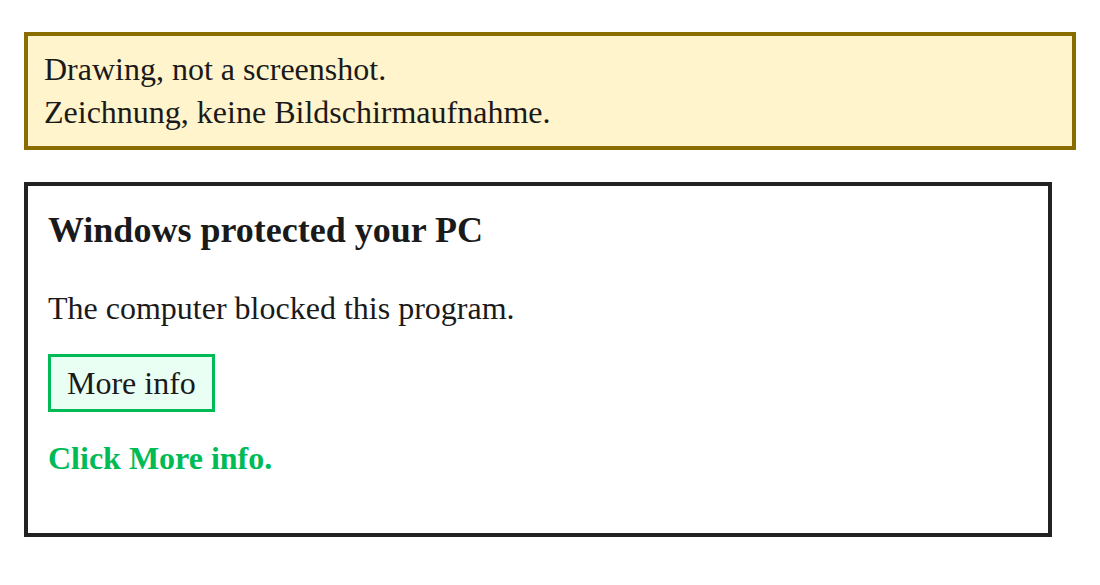 Drawing, not a screenshot.
Zeichnung, keine Bildschirmaufnahme.
Windows protected your PC
The computer blocked this program.
More info
Click More info.